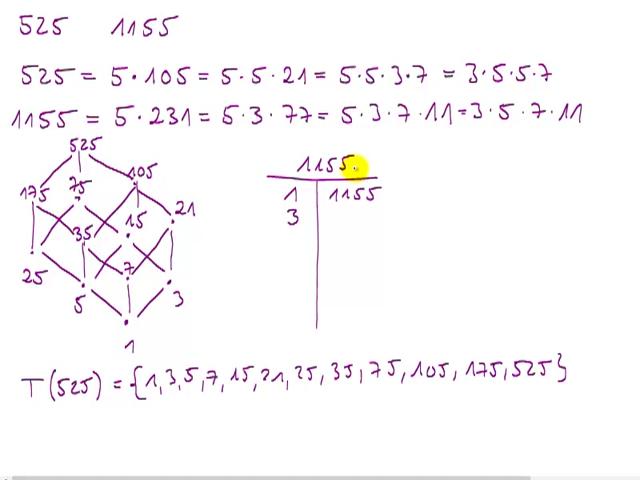 525 1155
525 = 5·105 = 5·5·21 = 5·5·3·7 = 3·5·5·7
1155 = 5·231 = 5·3·77 = 5·3·7·11 = 3·5·7·11
525
175 75 105
35 15 21
25 5 7 3
1
1155
1 1155
3
T(525) = {1,3,5,7,15,21,25,35,75,105,175,525}